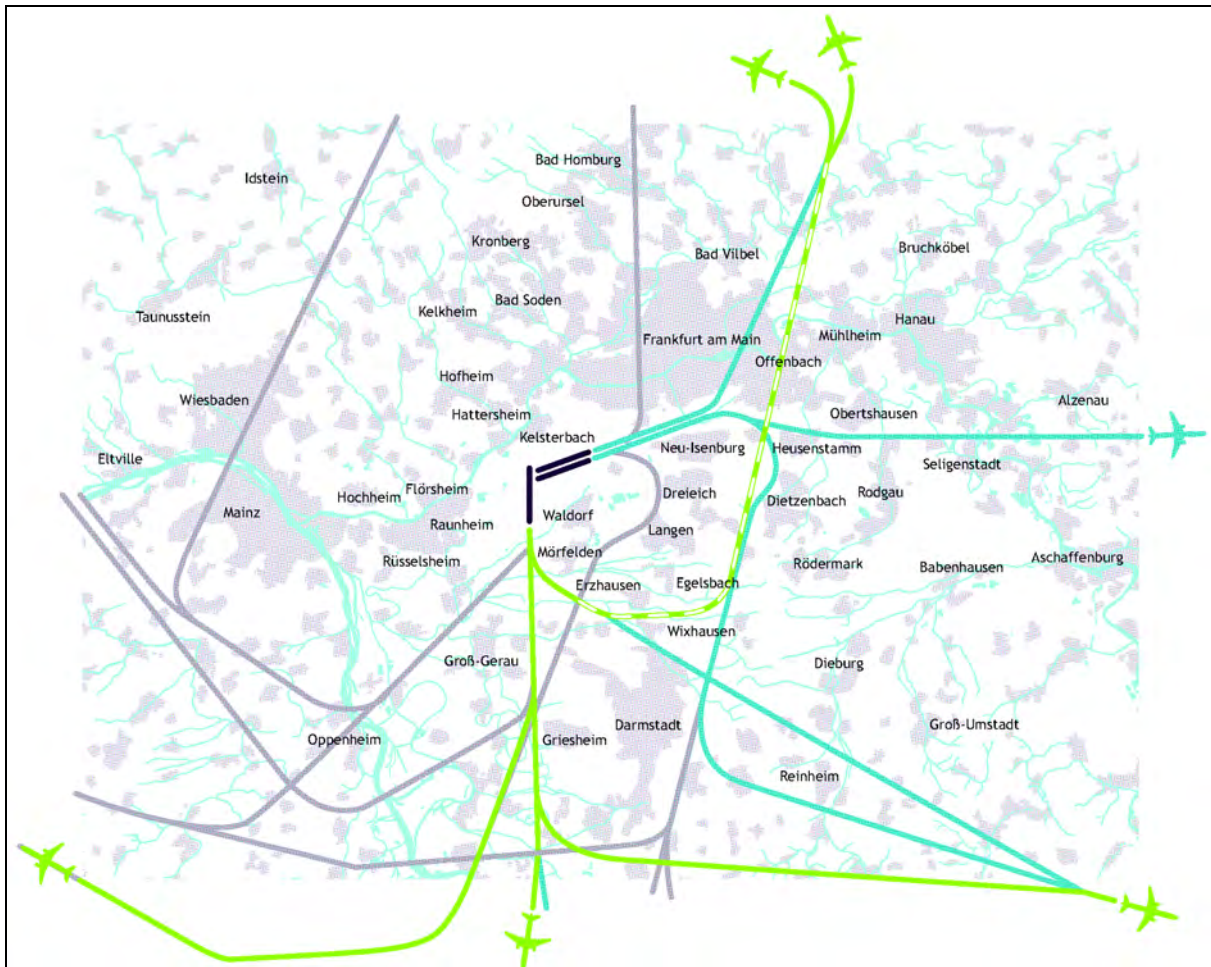 Bad Homburg
Idstein
Oberursel
Kronberg
Bad Vilbel
Bruchköbel
Bad Soden
Taunusstein
Kelkheim
Hanau
Frankfurt am Main
Mühlheim
Offenbach
Hofheim
Wiesbaden
Hattersheim
Obertshausen
Alzenau
Kelsterbach
Neu-Isenburg
Heusenstamm
Eltville
Seligenstadt
Flörsheim
Hochheim
Dreieich
Rodgau
Dietzenbach
Mainz
Waldorf
Raunheim
Langen
Mörfelden
Aschaffenburg
Rüsselsheim
Rödermark
Babenhausen
Erzhausen
Egelsbach
Wixhausen
Groß-Gerau
Dieburg
Darmstadt
Groß-Umstadt
Oppenheim
Griesheim
Reinheim